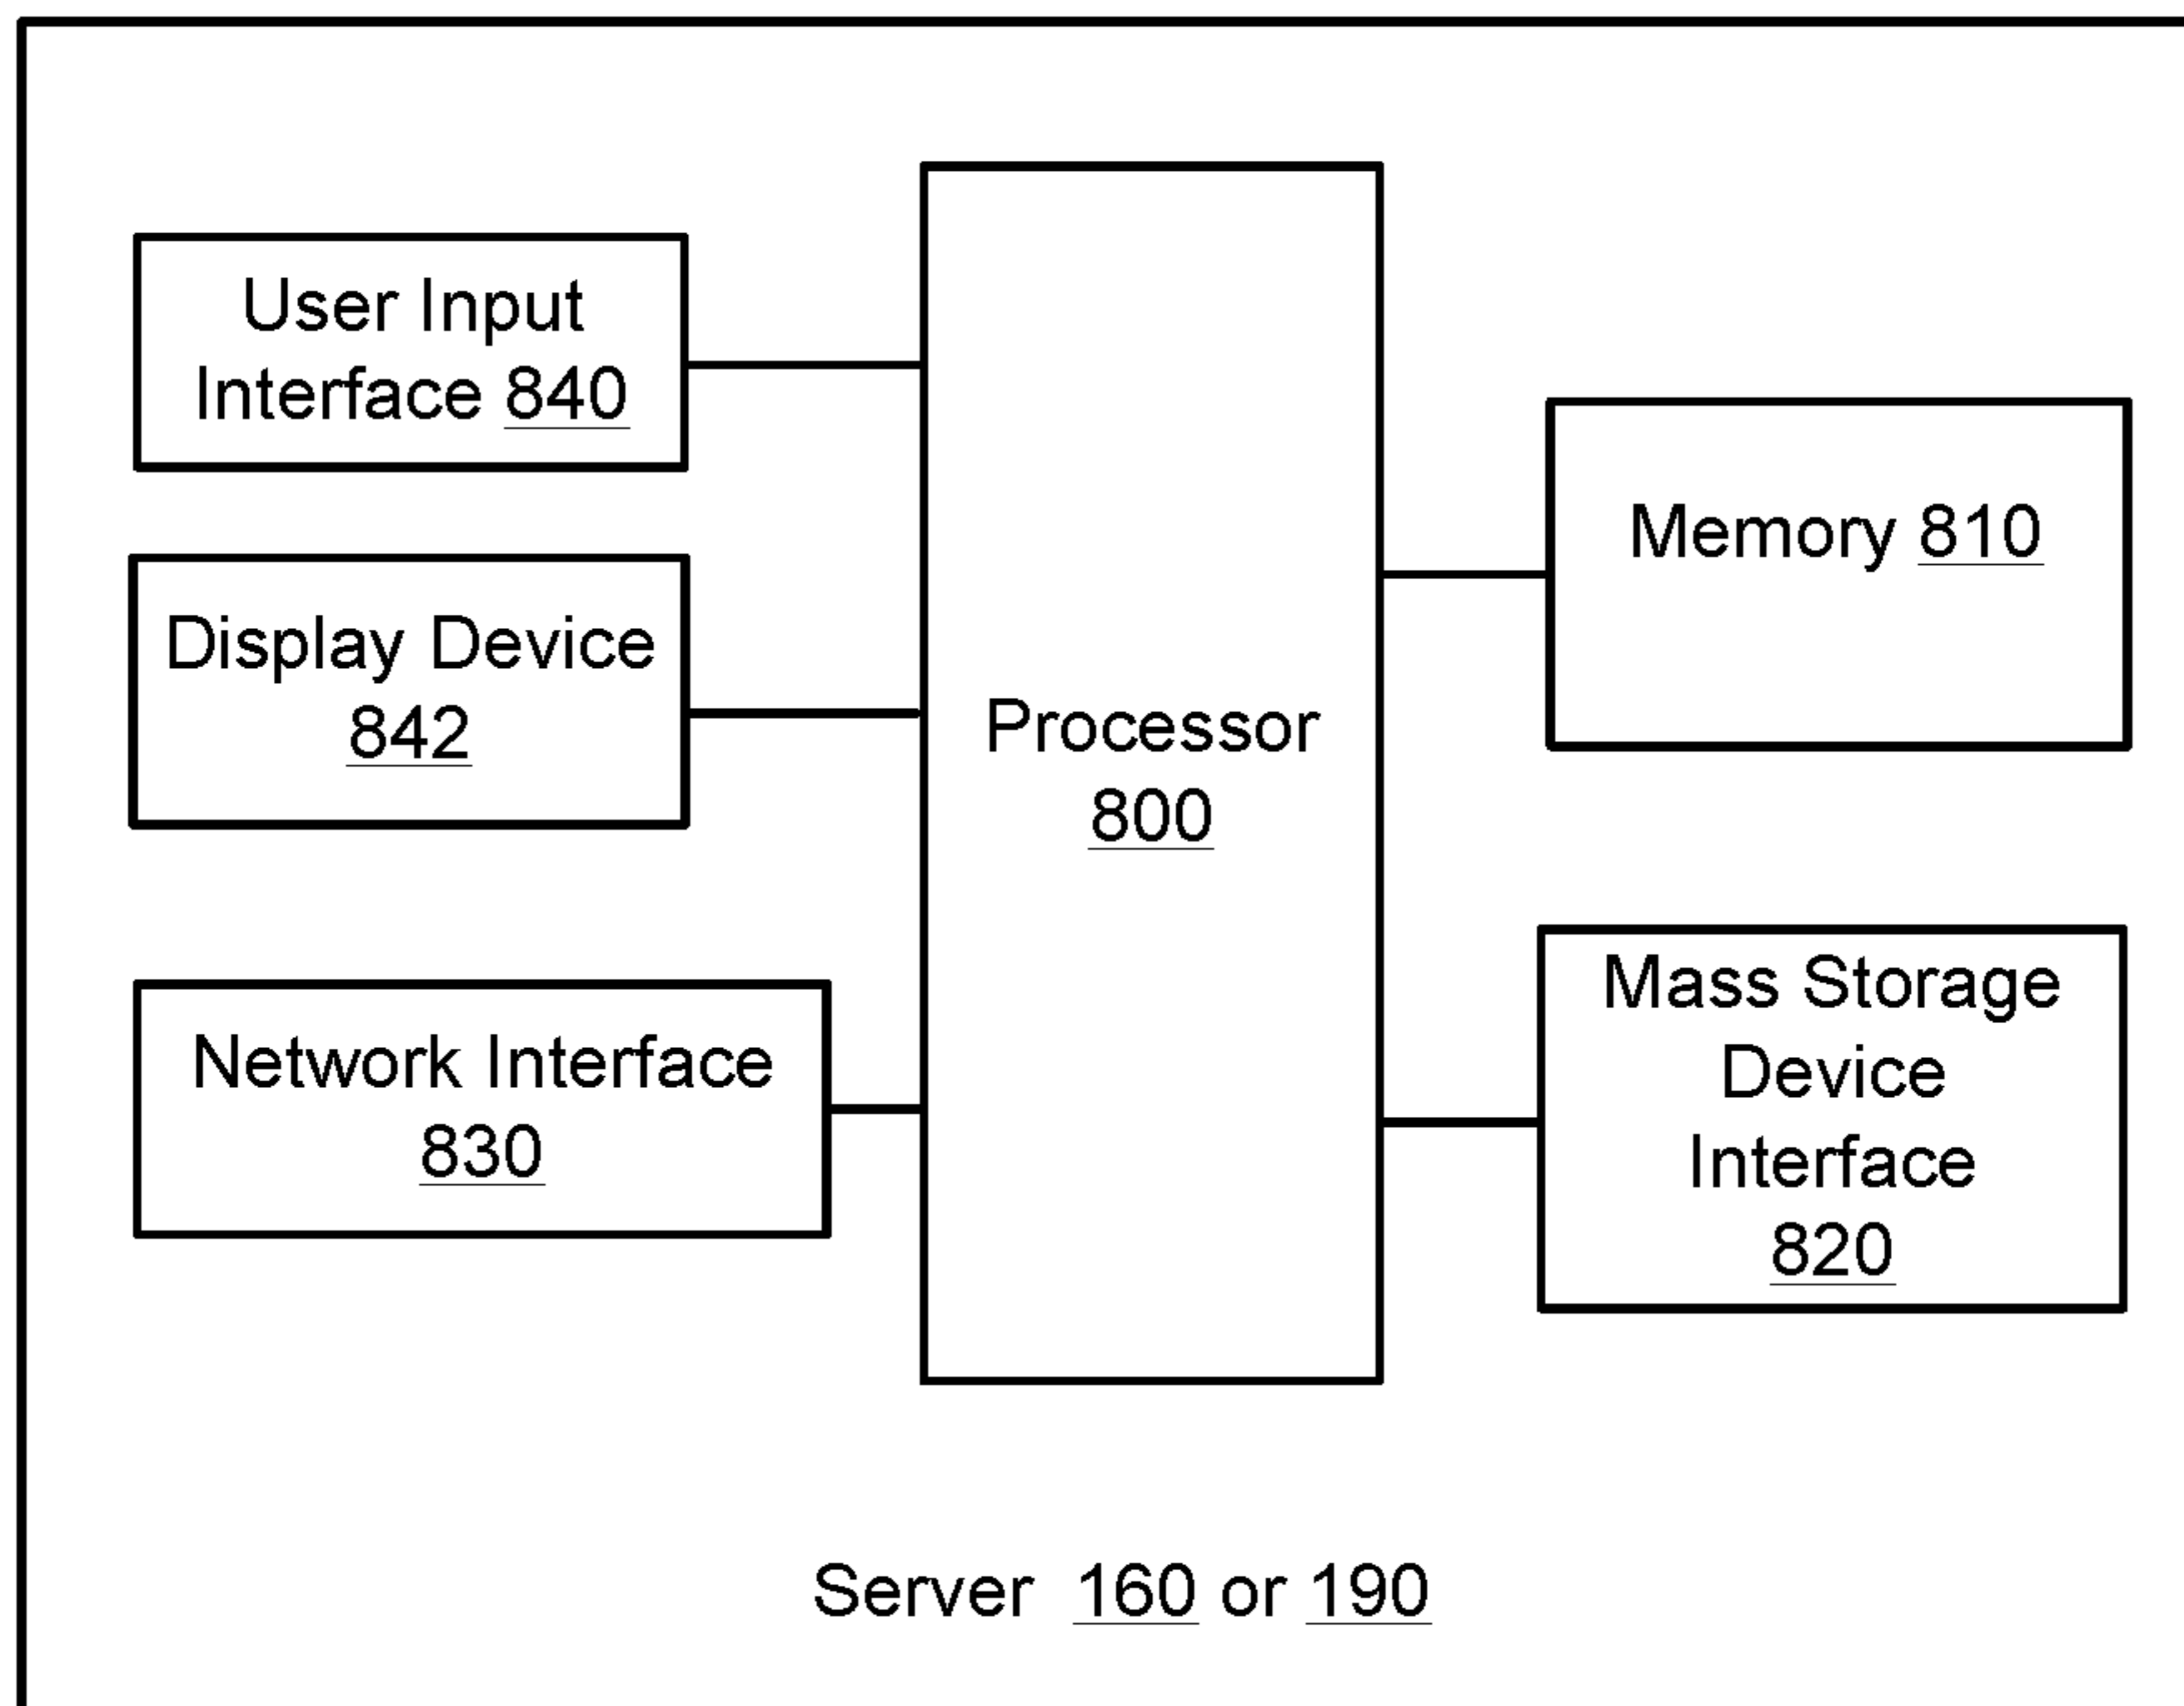 User Input
Interface 840
Display Device
842
Network Interface
830
Processor
800
Memory 810
Mass Storage
Device
Interface
820
Server 160 or 190